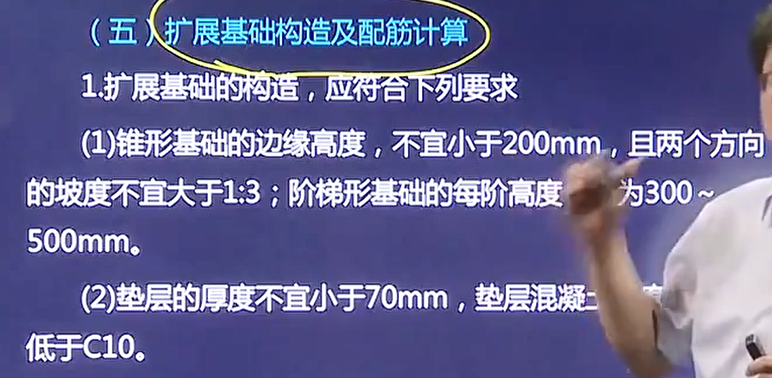 （五）扩展基础构造及配筋计算
1.扩展基础的构造，应符合下列要求
(1)锥形基础的边缘高度，不宜小于200mm，且两个方向
的坡度不宜大于1:3；阶梯形基础的每阶高度 为300～
500mm。
(2)垫层的厚度不宜小于70mm，垫层混凝
低于C10。